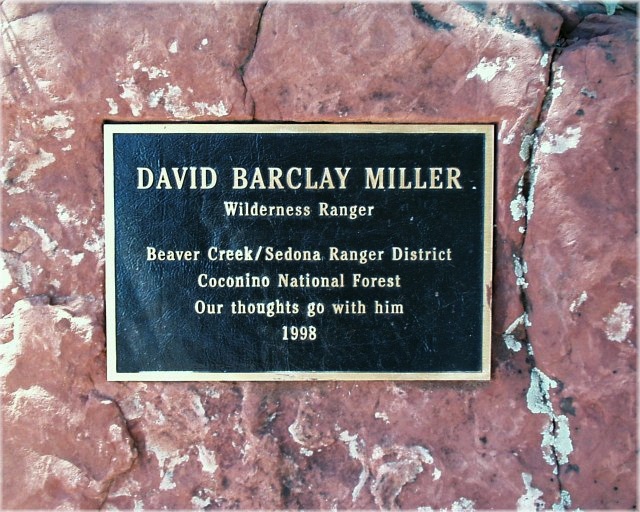 DAVID BARCLAY MILLER
Wilderness Ranger
Beaver Creek/Sedona Ranger District
Coconino National Forest
Our thoughts go with him
1998